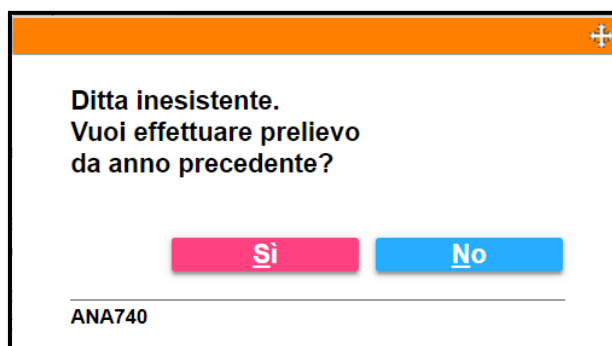 Ditta inesistente.
Vuoi effettuare prelievo
da anno precedente?
Sì
No
ANA740